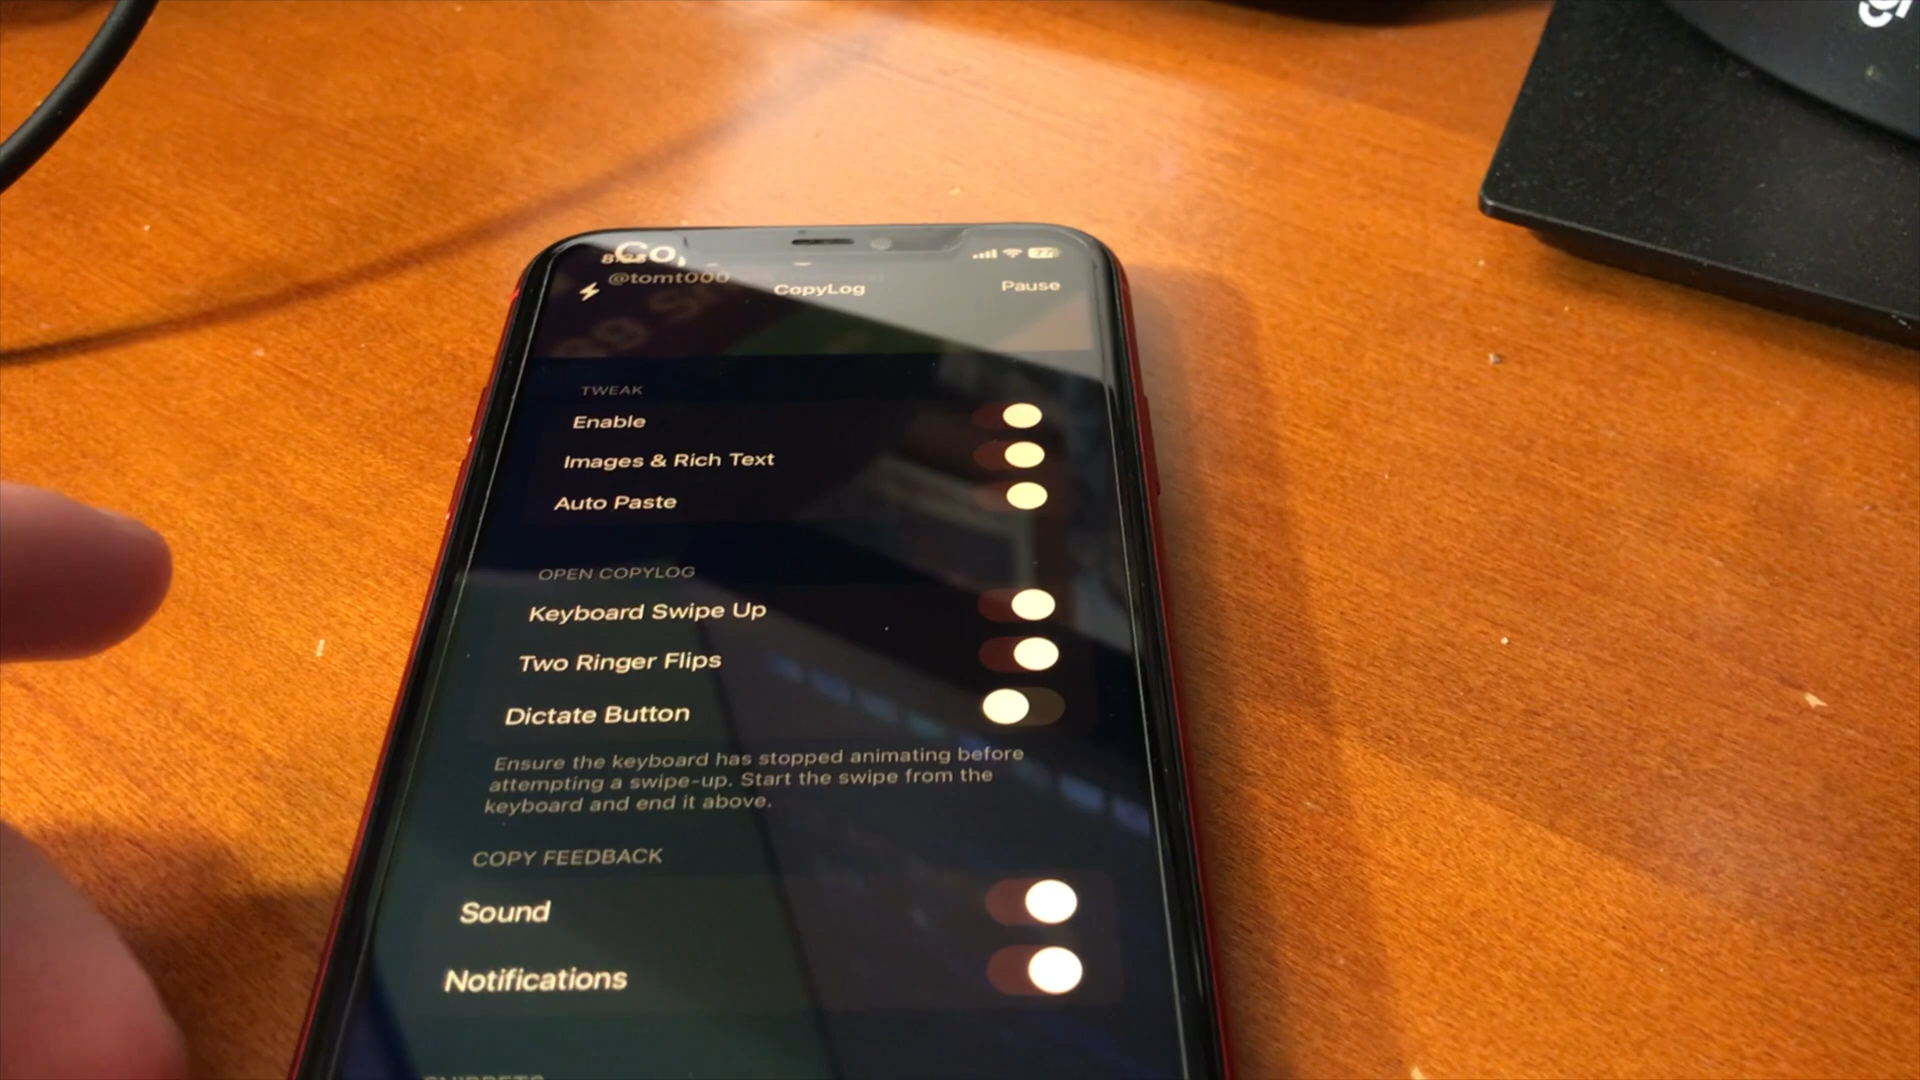 @tomt000
CopyLog
Pause
TWEAK
Enable
Images & Rich Text
Auto Paste
OPEN COPYLOG
Keyboard Swipe Up
Two Ringer Flips
Dictate Button
Ensure the keyboard has stopped animating before
attempting a swipe-up. Start the swipe from the
keyboard and end it above.
COPY FEEDBACK
Sound
Notifications
SNIPPETS